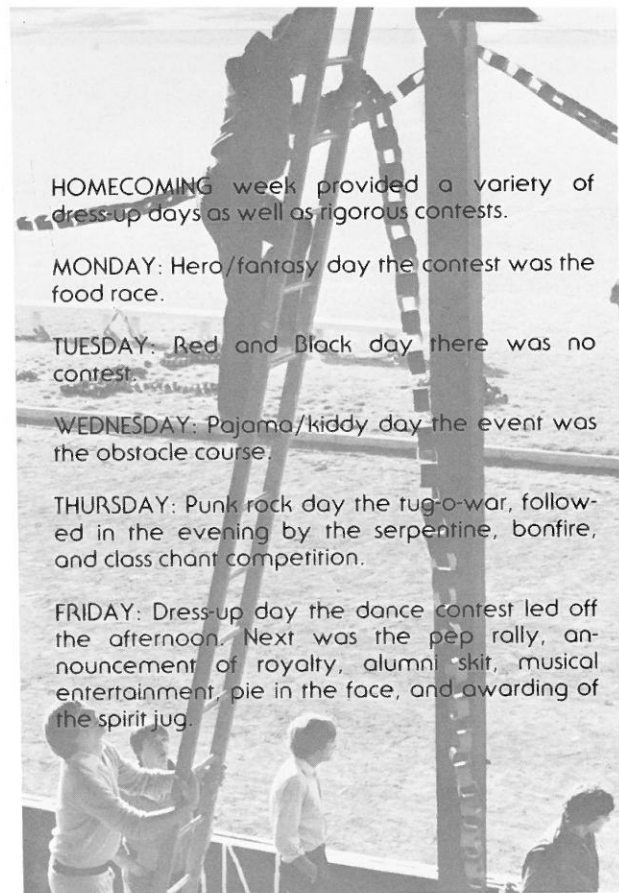 HOMECOMING week provided a variety of
dress-up days as well as rigorous contests.
MONDAY: Hero/fantasy day the contest was the
food race.
TUESDAY: Red and Black day there was no
contest.
WEDNESDAY: Pajama/kiddy day the event was
the obstacle course.
THURSDAY: Punk rock day the tug-o-war, follow-
ed in the evening by the serpentine, bonfire,
and class chant competition.
FRIDAY: Dress-up day the dance contest led off
the afternoon. Next was the pep rally, an-
nouncement of royalty, alumni skit, musical
entertainment, pie in the face, and awarding of
the spirit jug.